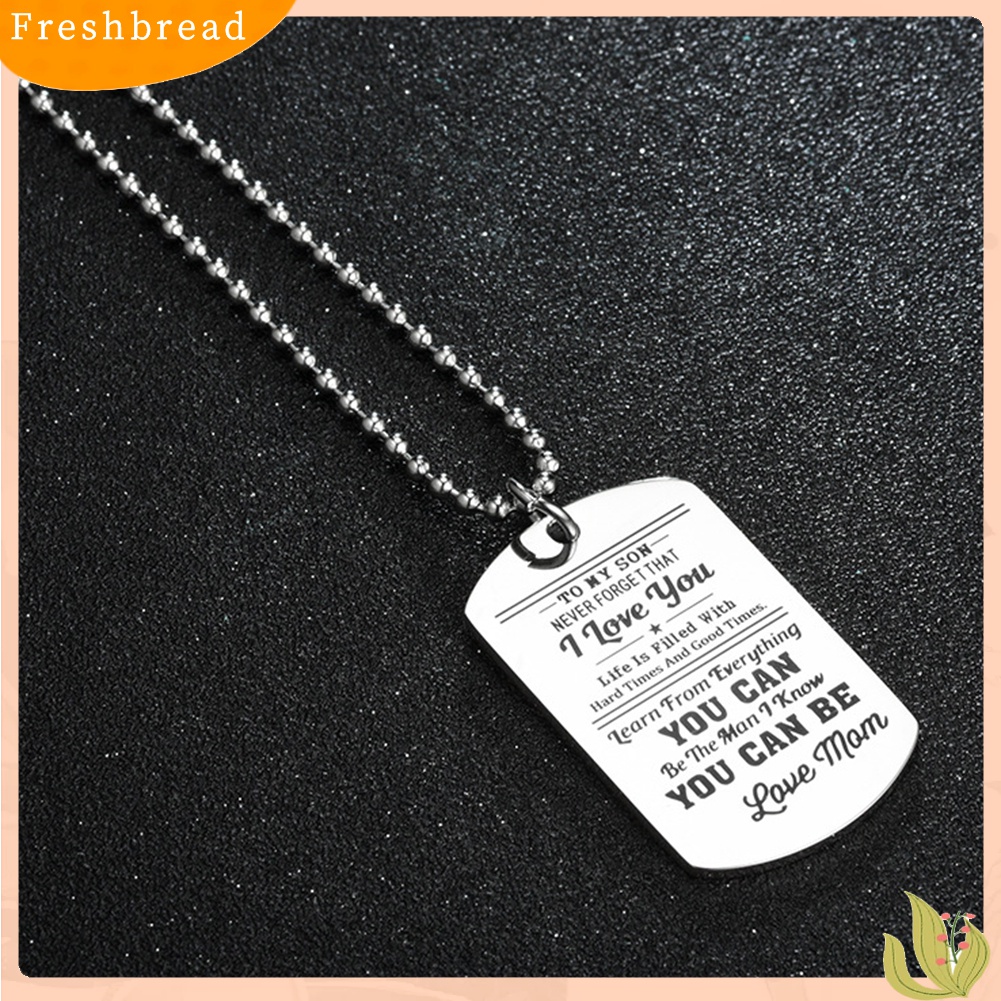 Freshbread
TO MY SON
NEVER FORGET THAT
I Love You
Life Is Filled With
Hard Times And Good Times.
Learn From Everything
YOU CAN
Be The Man I Know
YOU CAN BE
Love Mom